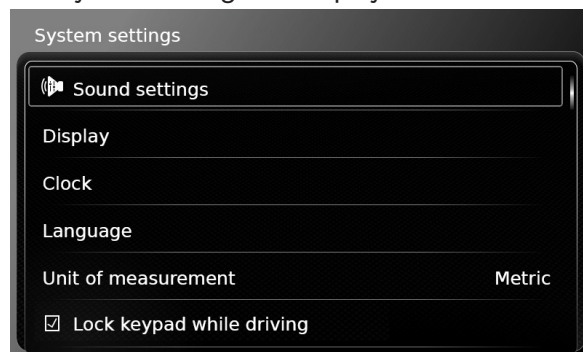 System settings
Sound settings
Display
Clock
Language
Unit of measurement Metric
Lock keypad while driving